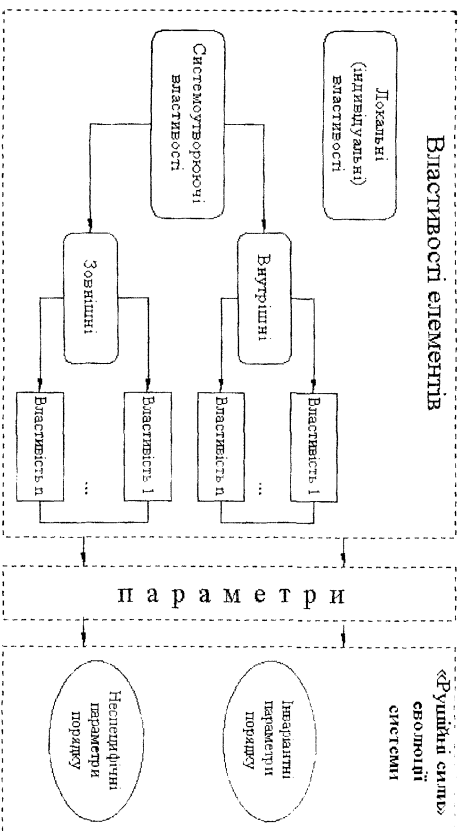 Властивості елементів
Локальні
(індивідуальні)
властивості
Системоутворюючі
властивості
Внутрішні
Зовнішні
Властивість 1
...
Властивість n
Властивість 1
...
Властивість n
параметри
«Рушійні сили»
еволюції
системи
Інваріантні
параметри
порядку
Неспецифічні
параметри
порядку